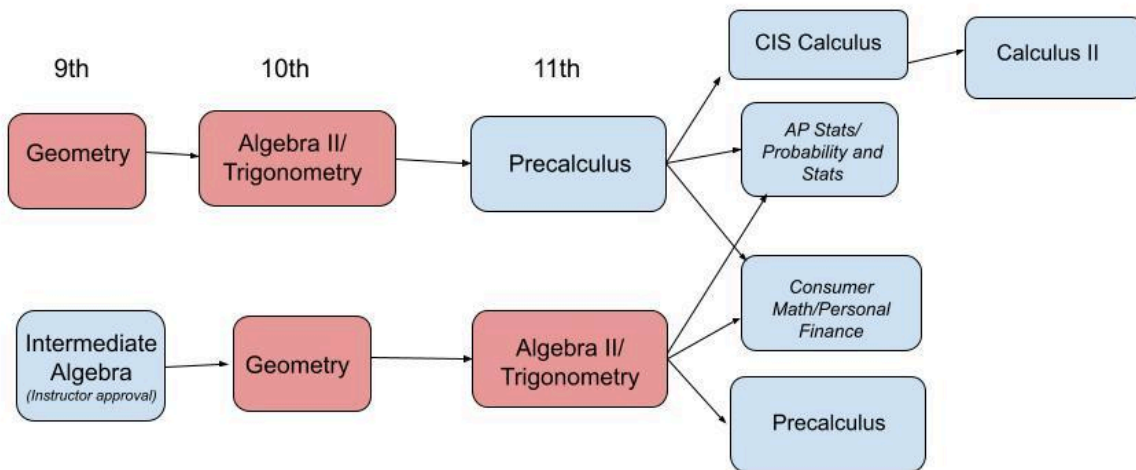 9th
10th
11th
CIS Calculus
Calculus II
Geometry
Algebra II/
Trigonometry
Precalculus
AP Stats/
Probability and
Stats
Intermediate
Algebra
(Instructor approval)
Geometry
Algebra II/
Trigonometry
Consumer
Math/Personal
Finance
Precalculus